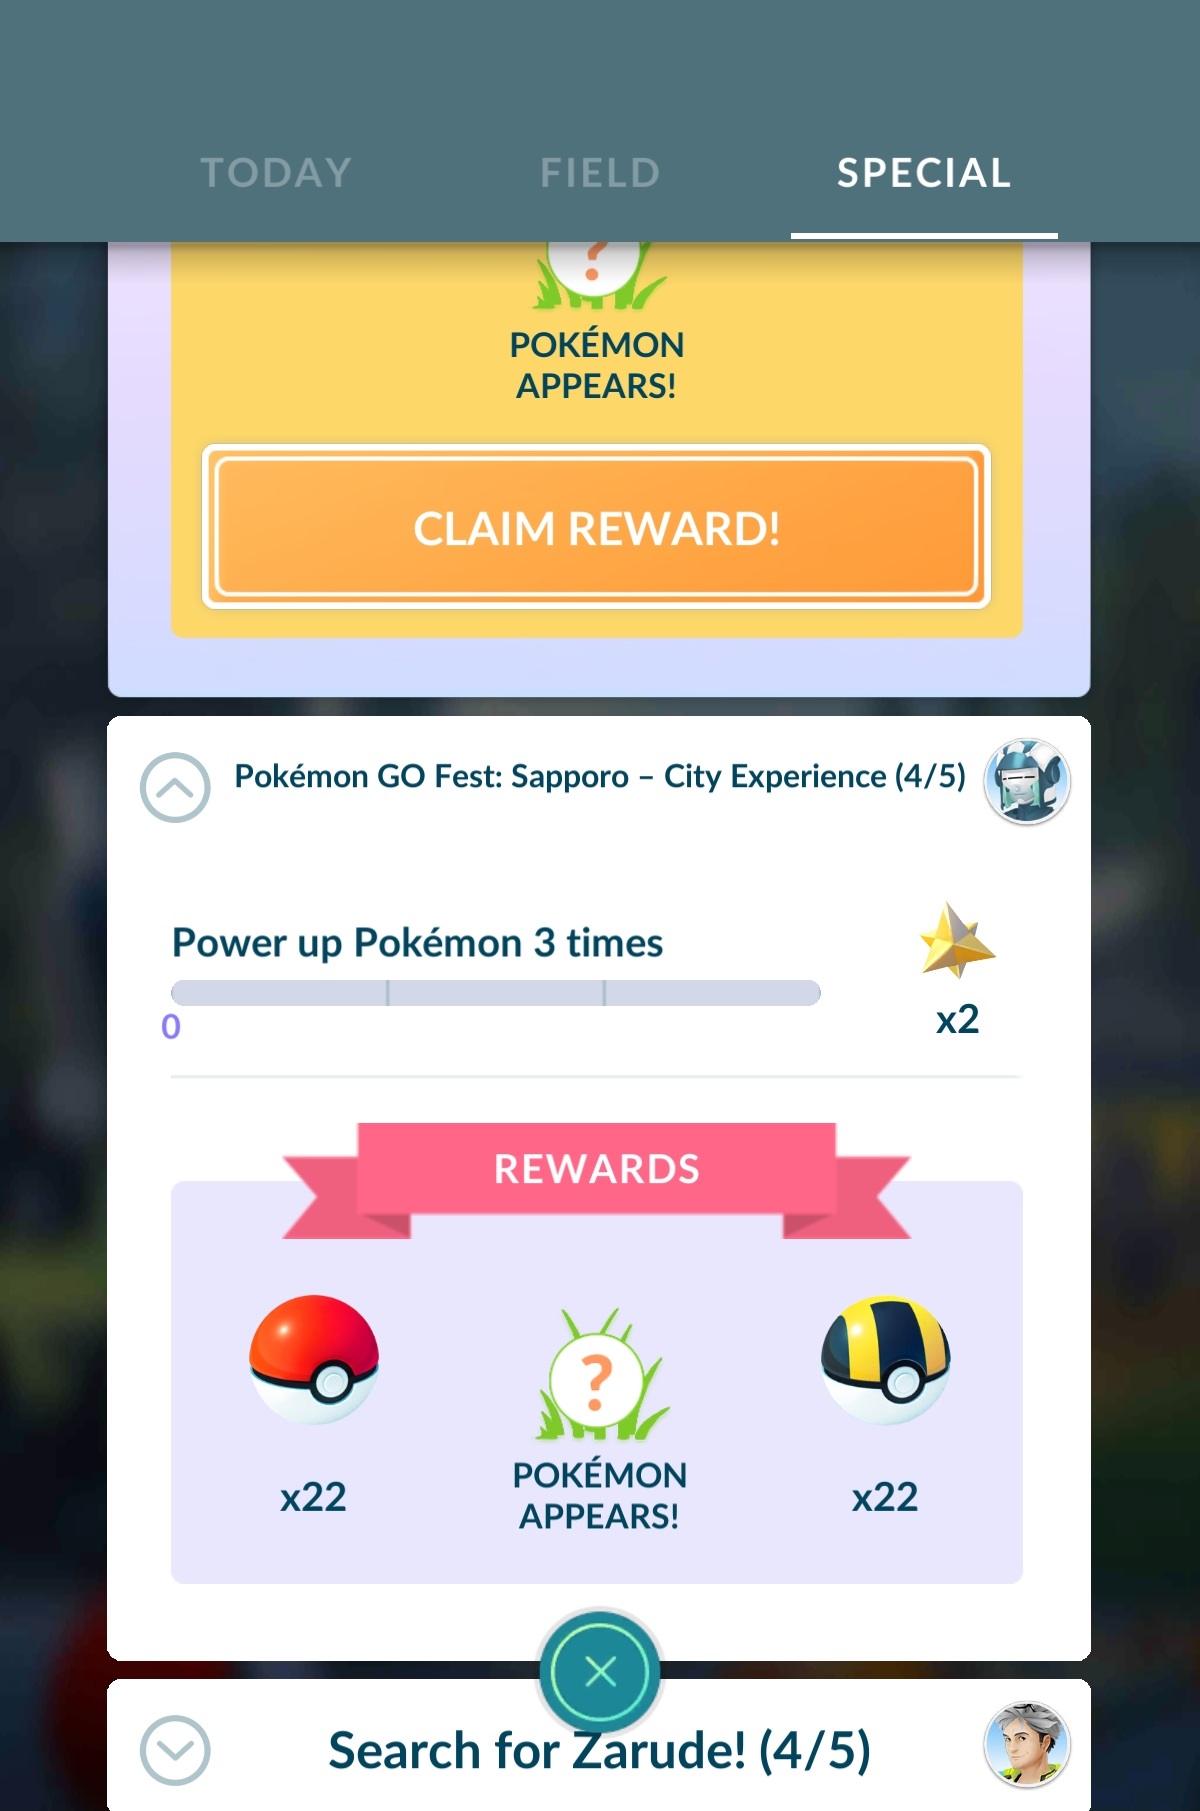 TODAY
FIELD
SPECIAL
?
POKÉMON
APPEARS!
CLAIM REWARD!
Pokémon GO Fest: Sapporo – City Experience (4/5)
Power up Pokémon 3 times
0
x2
REWARDS
?
x22
POKÉMON
APPEARS!
x22
Search for Zarude! (4/5)